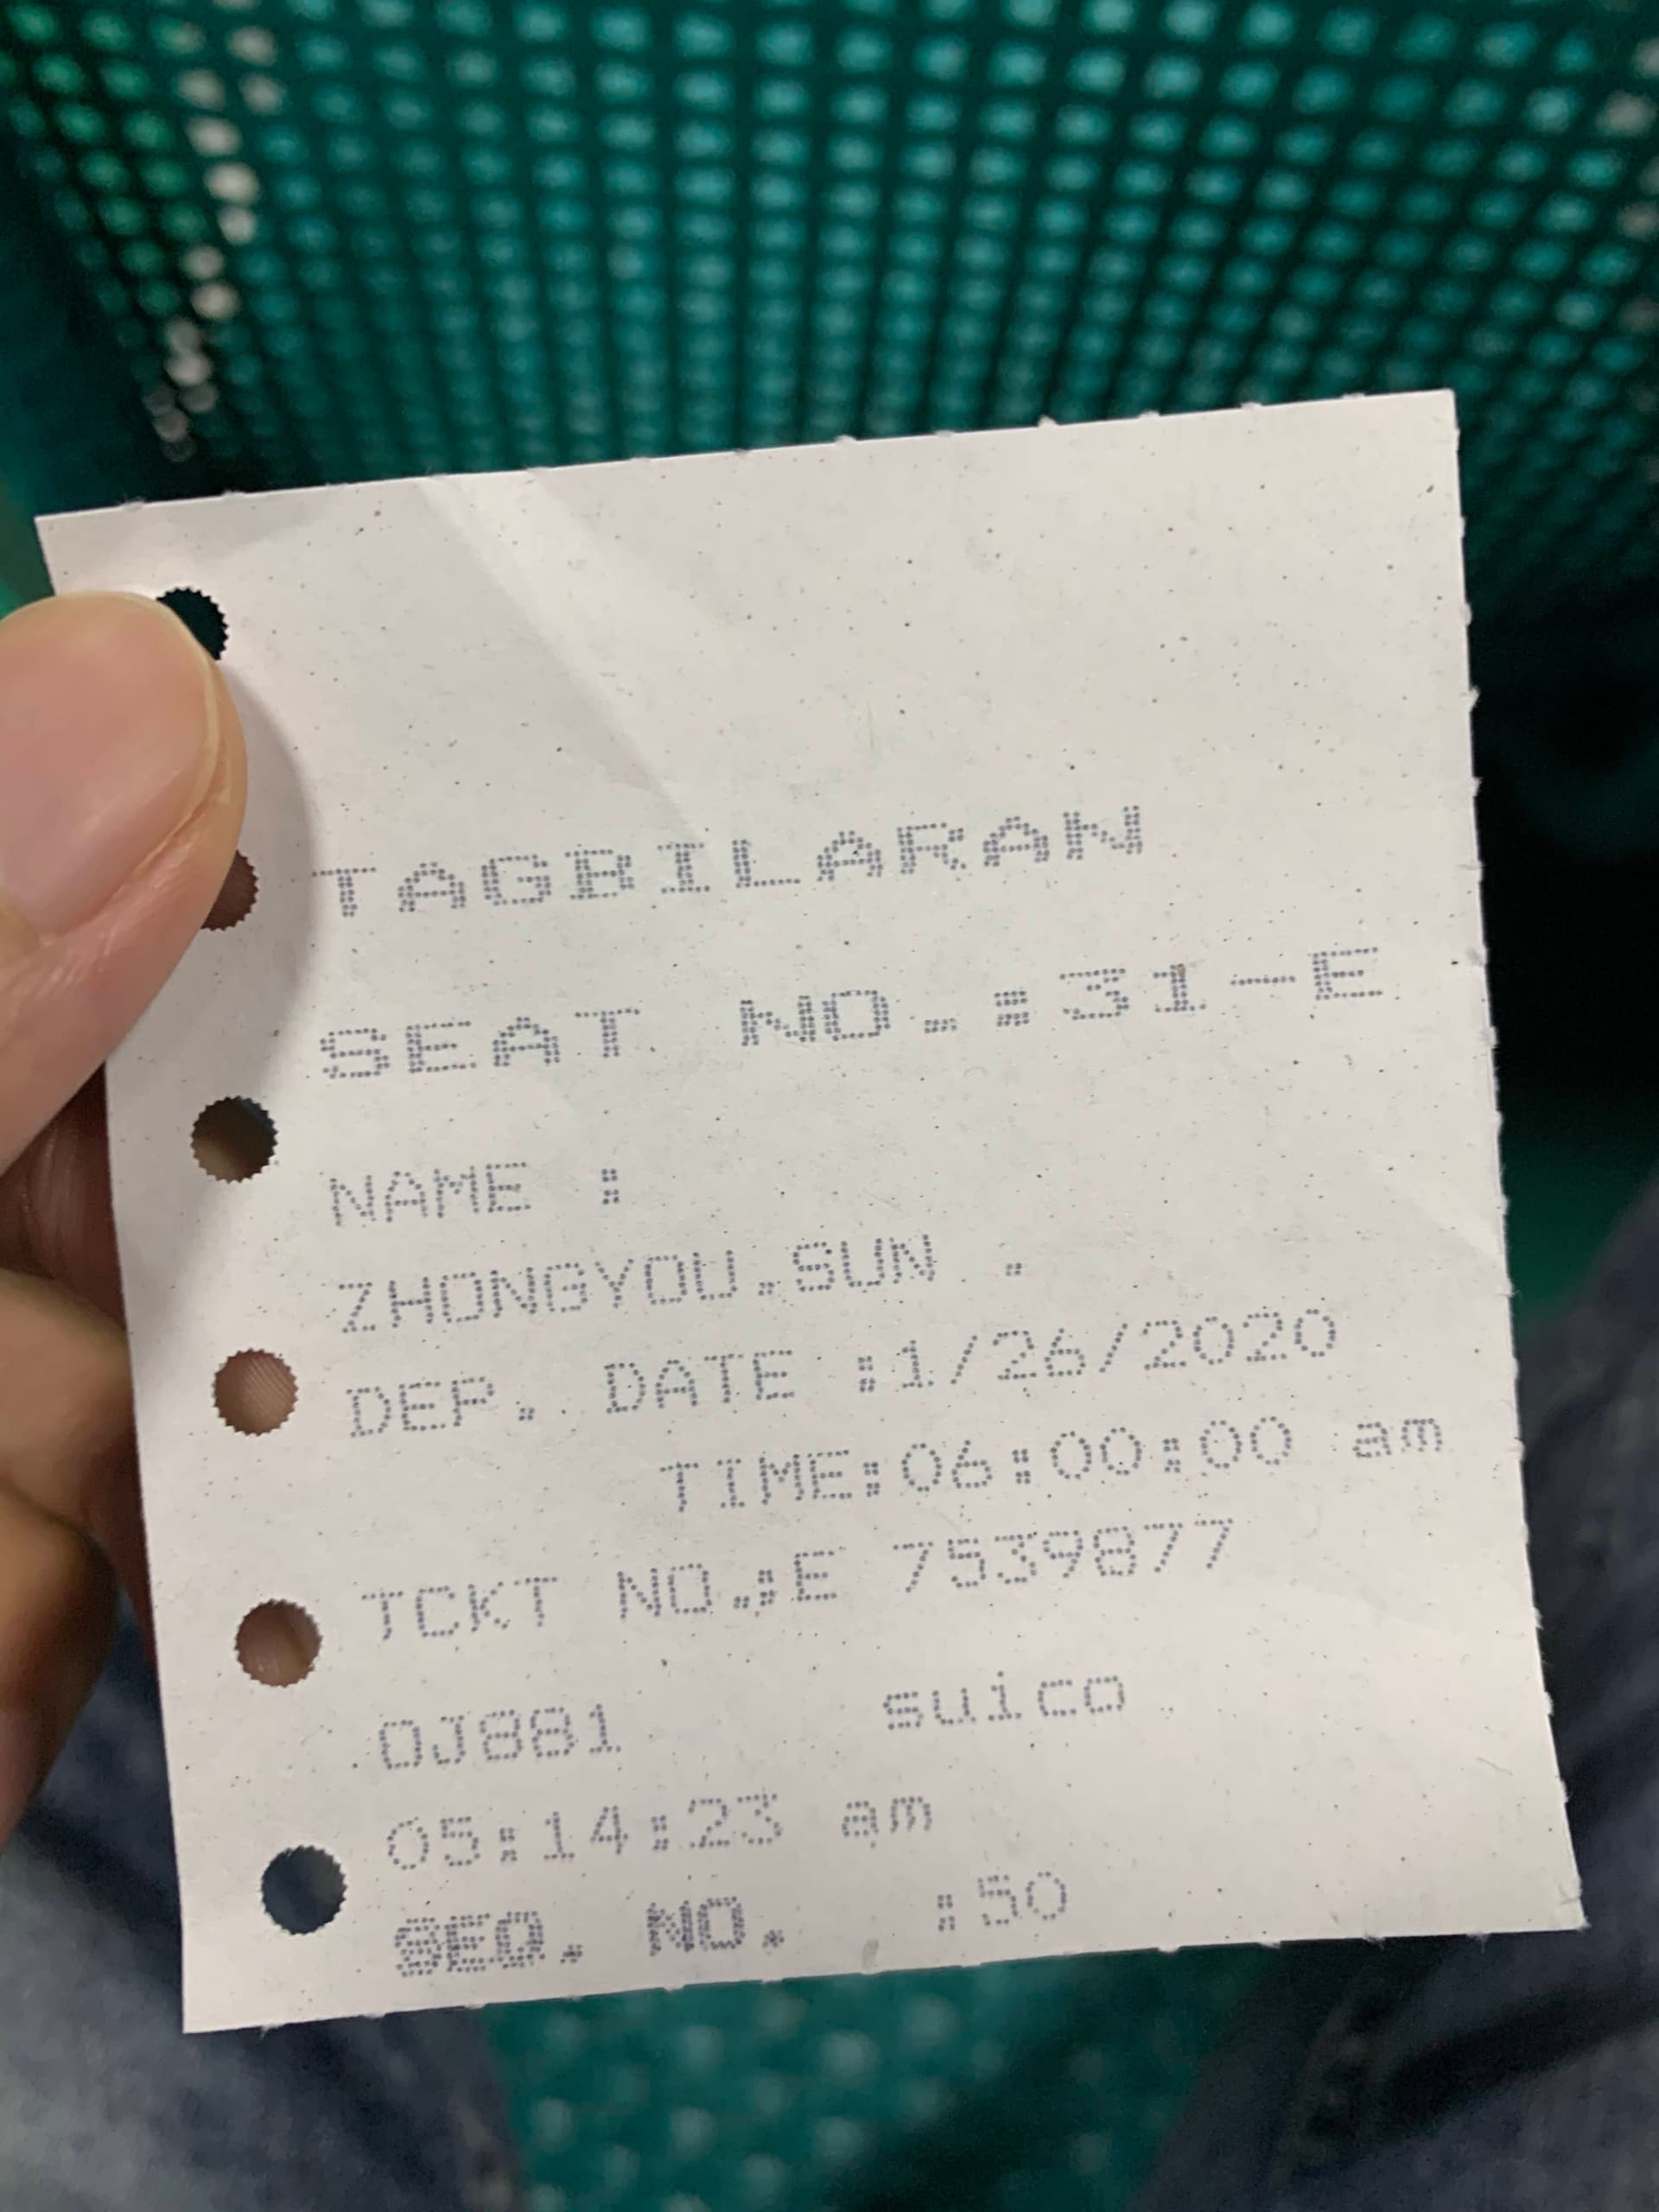 TAGBILARAN
SEAT NO.:31-E
NAME :
ZHONGYOU.SUN .
DEP. DATE :1/26/2020
TIME:06:00:00 am
TCKT NO.:E 7539877
OJ881 suico
05:14:23 am
SEQ. NO. :50